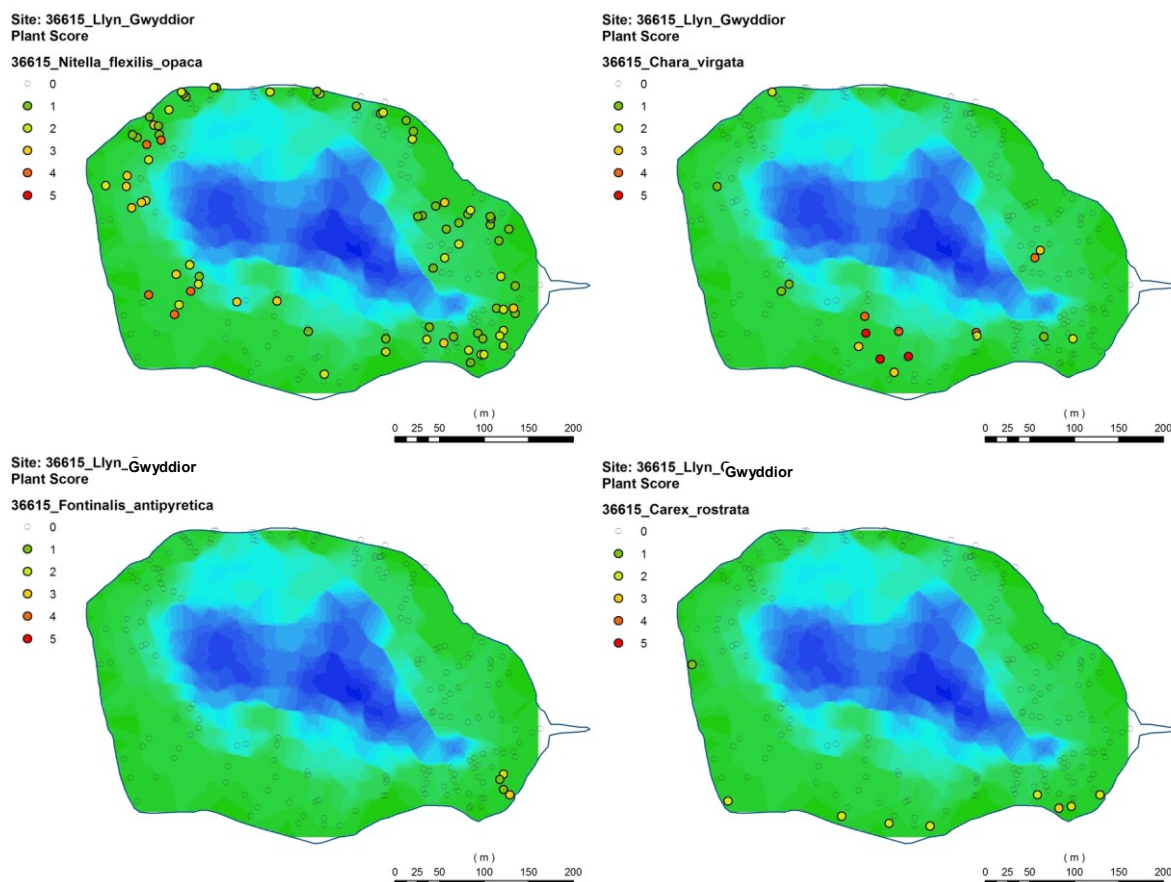 Site: 36615_Llyn_Gwyddior
Plant Score
36615_Nitella_flexilis_opaca
0
1
2
3
4
5
( m )
0 25 50 100 150 200
Site: 36615_Llyn_Gwyddior
Plant Score
36615_Chara_virgata
0
1
2
3
4
5
( m )
0 25 50 100 150 200
Site: 36615_Llyn_Gwyddior
Plant Score
36615_Fontinalis_antipyretica
0
1
2
3
4
5
( m )
0 25 50 100 150 200
Site: 36615_Llyn_Gwyddior
Plant Score
36615_Carex_rostrata
0
1
2
3
4
5
( m )
0 25 50 100 150 200